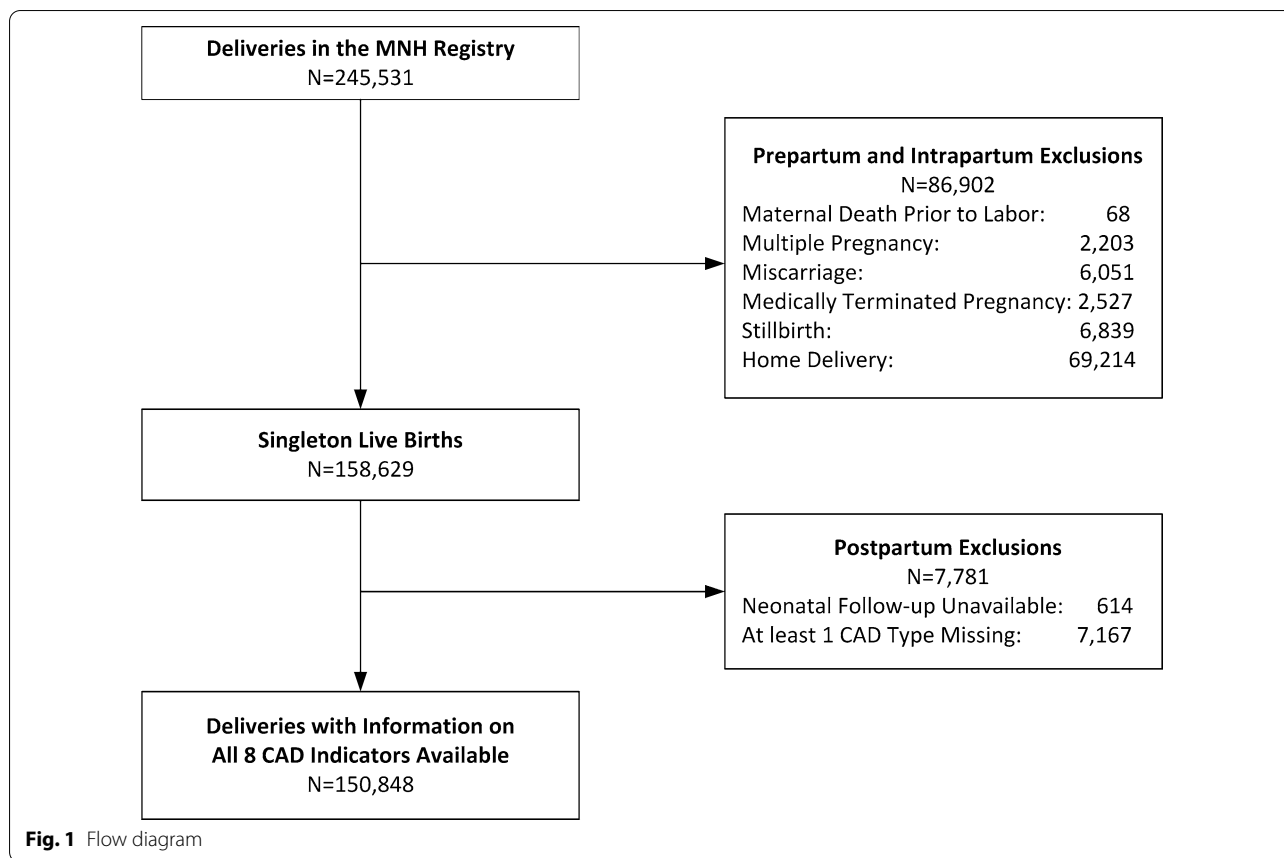 Deliveries in the MNH Registry
N=245,531
Prepartum and Intrapartum Exclusions
N=86,902
Maternal Death Prior to Labor: 68
Multiple Pregnancy: 2,203
Miscarriage: 6,051
Medically Terminated Pregnancy: 2,527
Stillbirth: 6,839
Home Delivery: 69,214
Singleton Live Births
N=158,629
Postpartum Exclusions
N=7,781
Neonatal Follow-up Unavailable: 614
At least 1 CAD Type Missing: 7,167
Deliveries with Information on
All 8 CAD Indicators Available
N=150,848
Fig. 1 Flow diagram